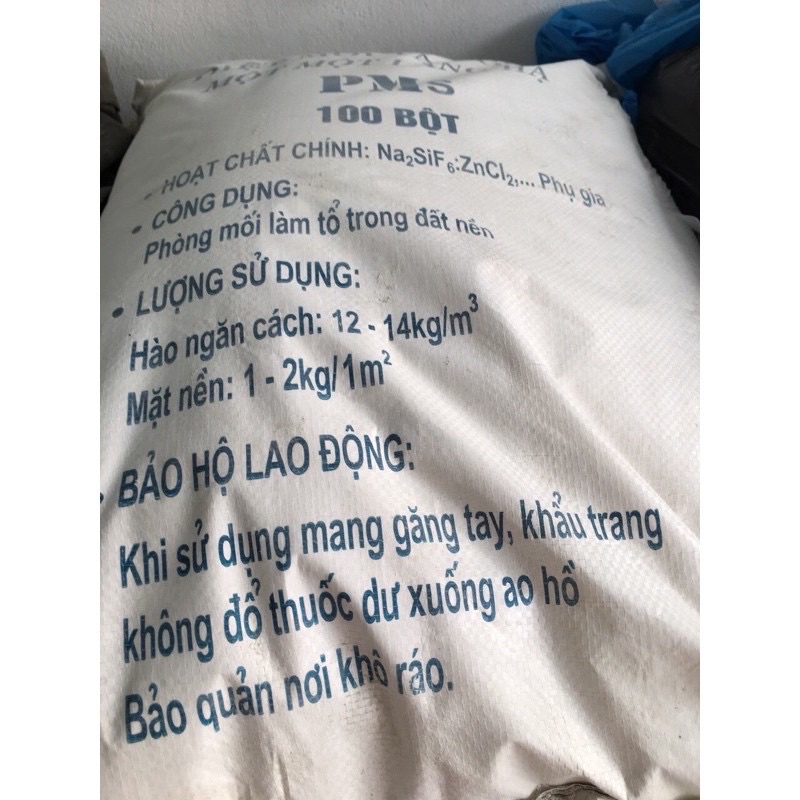 MỌT MỘT LẦN
PM5
100 BỘT
• HOẠT CHẤT CHÍNH: Na₂SiF₆:ZnCl₂,... Phụ gia
• CÔNG DỤNG:
Phòng mối làm tổ trong đất nền
• LƯỢNG SỬ DỤNG:
Hào ngăn cách: 12 - 14kg/m³
Mặt nền: 1 - 2kg/1m²
• BẢO HỘ LAO ĐỘNG:
Khi sử dụng mang găng tay, khẩu trang
không đổ thuốc dư xuống ao hồ
Bảo quản nơi khô ráo.